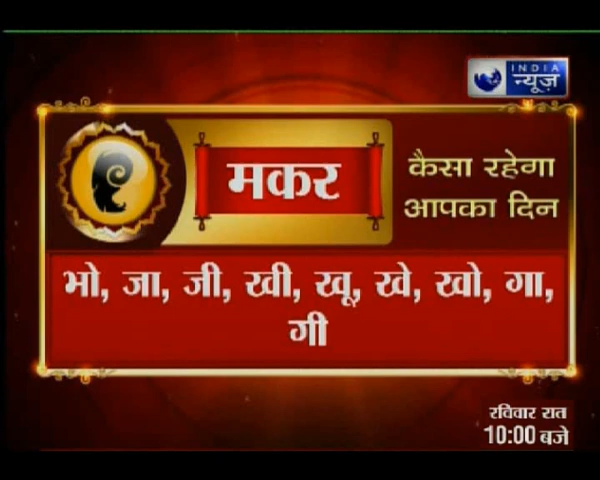 INDIA
न्यूज़
मकर
कैसा रहेगा
आपका दिन
भो, जा, जी, खी, खू, खे, खो, गा,
गी
रविवार रात
10:00 बजे